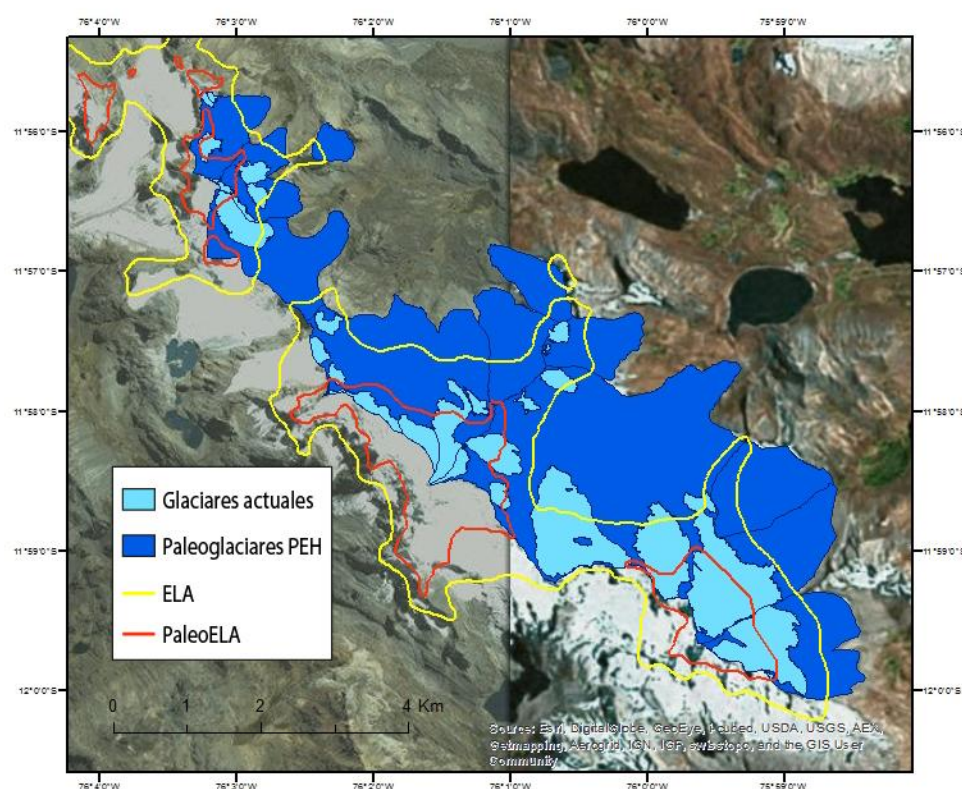 76°4'0"W 76°3'0"W 76°2'0"W 76°1'0"W 76°0'0"W 75°59'0"W
11°56'0"S 11°56'0"S
11°57'0"S 11°57'0"S
11°58'0"S 11°58'0"S
11°59'0"S 11°59'0"S
12°0'0"S 12°0'0"S
Glaciares actuales
Paleoglaciares PEH
ELA
PaleoELA
0 1 2 4 Km
Source: Esri, DigitalGlobe, GeoEye, i-cubed, USDA, USGS, AEX,
Getmapping, Aerogrid, IGN, IGP, swisstopo, and the GIS User
Community
76°4'0"W 76°3'0"W 76°2'0"W 76°1'0"W 76°0'0"W 75°59'0"W